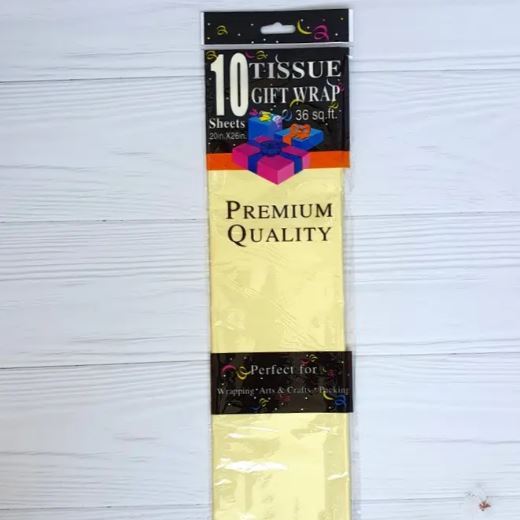 10 TISSUE
GIFT WRAP
Sheets 36 sq.ft.
20in.X26in.
PREMIUM
QUALITY
Perfect for
Wrapping • Arts & Crafts • Packing